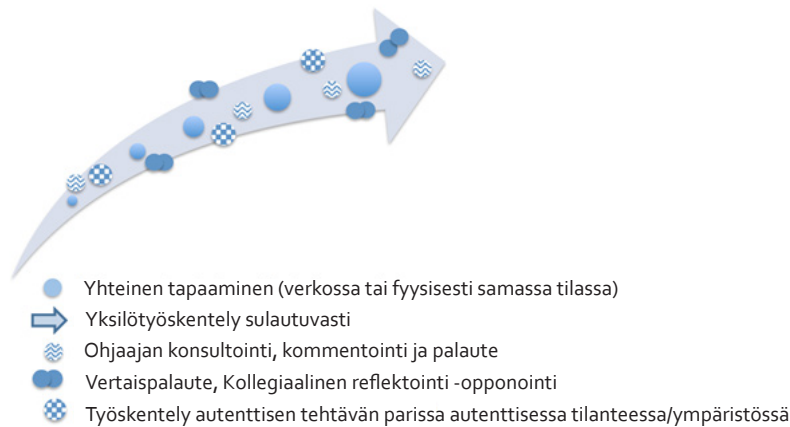 Yhteinen tapaaminen (verkossa tai fyysisesti samassa tilassa)
Yksilötyöskentely sulautuvasti
Ohjaajan konsultointi, kommentointi ja palaute
Vertaispalaute, Kollegiaalinen reflektointi -opponointi
Työskentely autenttisen tehtävän parissa autenttisessa tilanteessa/ympäristössä